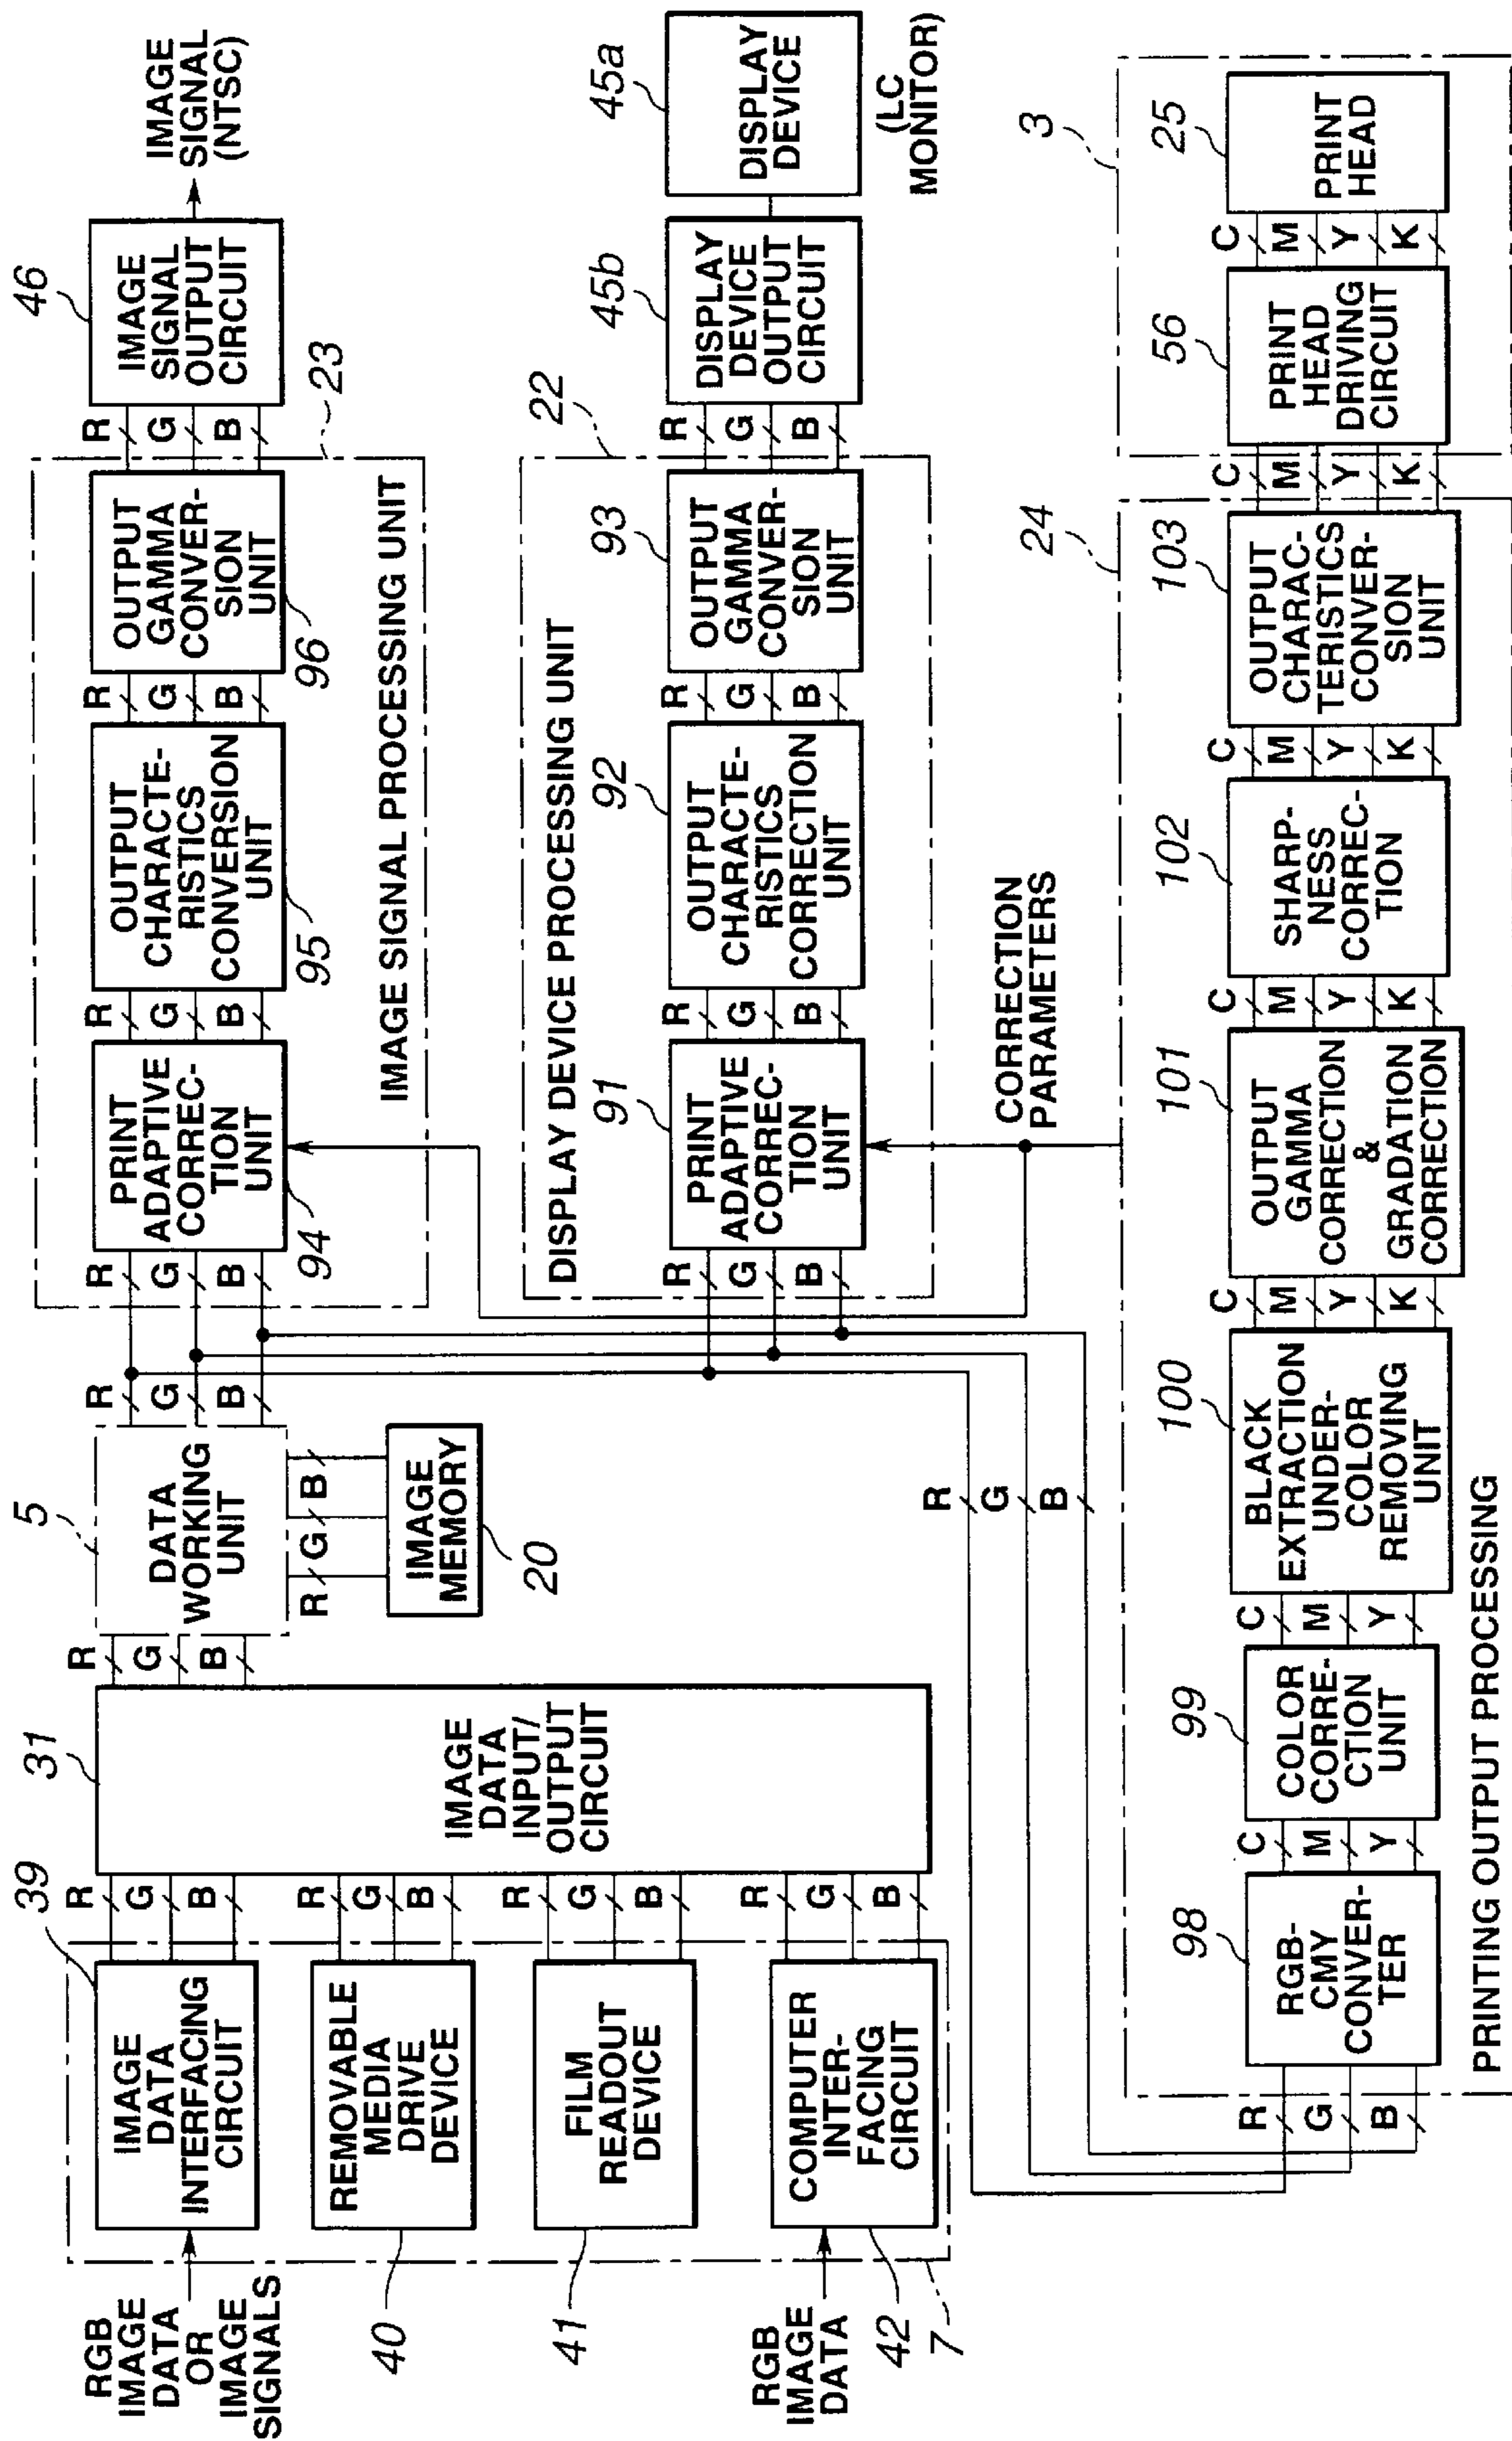 RGB
IMAGE
DATA
OR
IMAGE
SIGNALS
RGB
IMAGE
DATA
39
IMAGE
DATA
INTERFACING
CIRCUIT
REMOVABLE
MEDIA
DRIVE
DEVICE
40
FILM
READOUT
DEVICE
41
COMPUTER
INTER-
FACING
CIRCUIT
42
7
R
G
B
R
G
B
R
G
B
R
G
B
31
IMAGE
DATA
INPUT/
OUTPUT
CIRCUIT
R
G
B
5
DATA
WORKING
UNIT
R
G
B
IMAGE
MEMORY
20
R
G
B
R
G
B
PRINT
ADAPTIVE
CORREC-
TION
UNIT
94
R
G
B
OUTPUT
CHARACTE-
RISTICS
CONVERSION
UNIT
95
R
G
B
OUTPUT
GAMMA
CONVER-
SION
UNIT
96
IMAGE SIGNAL PROCESSING UNIT
23
R
G
B
46
IMAGE
SIGNAL
OUTPUT
CIRCUIT
IMAGE
SIGNAL
(NTSC)
DISPLAY DEVICE PROCESSING UNIT
22
R
G
B
91
PRINT
ADAPTIVE
CORREC-
TION
UNIT
R
G
B
92
OUTPUT
CHARACTE-
RISTICS
CORRECTION
UNIT
R
G
B
93
OUTPUT
GAMMA
CONVER-
SION
UNIT
R
G
B
45b
DISPLAY
DEVICE
OUTPUT
CIRCUIT
45a
DISPLAY
DEVICE
(LC
MONITOR)
CORRECTION
PARAMETERS
R
G
B
R
G
B
98
RGB-
CMY
CONVER-
TER
C
M
Y
99
COLOR
CORRE-
CTION
UNIT
C
M
Y
100
BLACK
EXTRACTION
UNDER-
COLOR
REMOVING
UNIT
C
M
Y
K
101
OUTPUT
GAMMA
CORRECTION
&
GRADATION
CORRECTION
C
M
Y
K
102
SHARP-
NESS
CORREC-
TION
C
M
Y
K
103
OUTPUT
CHARAC-
TERISTICS
CONVER-
SION
UNIT
24
PRINTING OUTPUT PROCESSING
C
M
Y
K
56
PRINT
HEAD
DRIVING
CIRCUIT
C
M
Y
K
25
PRINT
HEAD
3